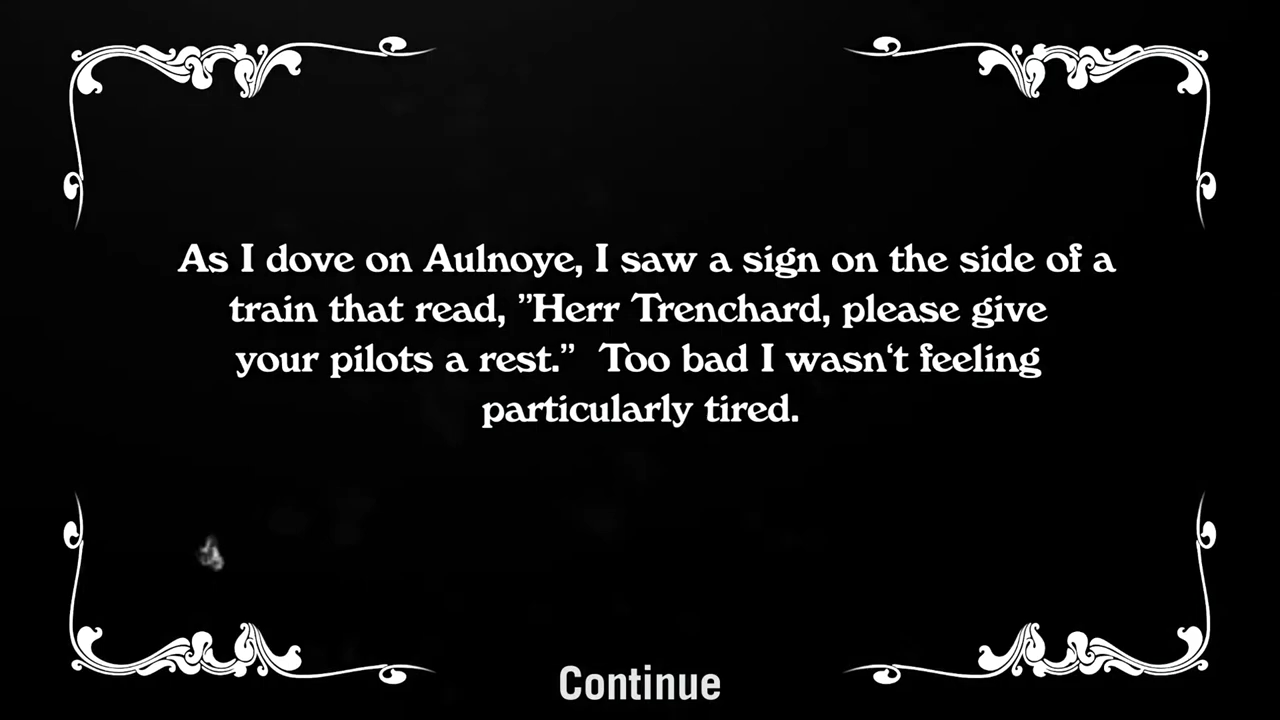 As I dove on Aulnoye, I saw a sign on the side of a
train that read, ”Herr Trenchard, please give
your pilots a rest.”  Too bad I wasn‘t feeling
particularly tired.
Continue